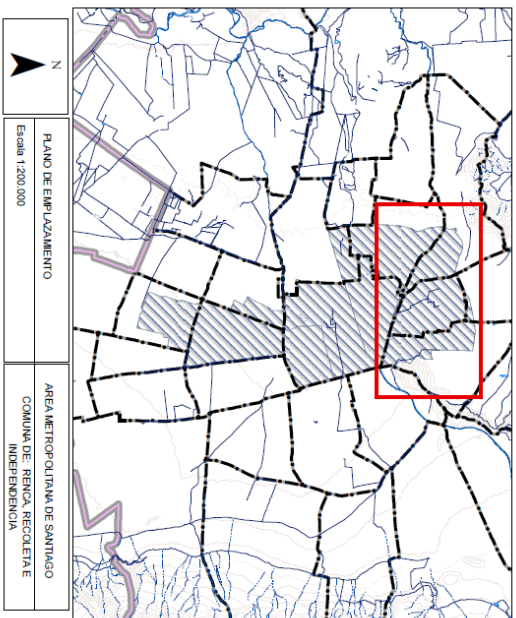 N
PLANO DE EMPLAZAMIENTO
Escala 1:200.000
AREA METROPOLITANA DE SANTIAGO
COMUNA DE: RENCA, RECOLETA E
INDEPENDENCIA